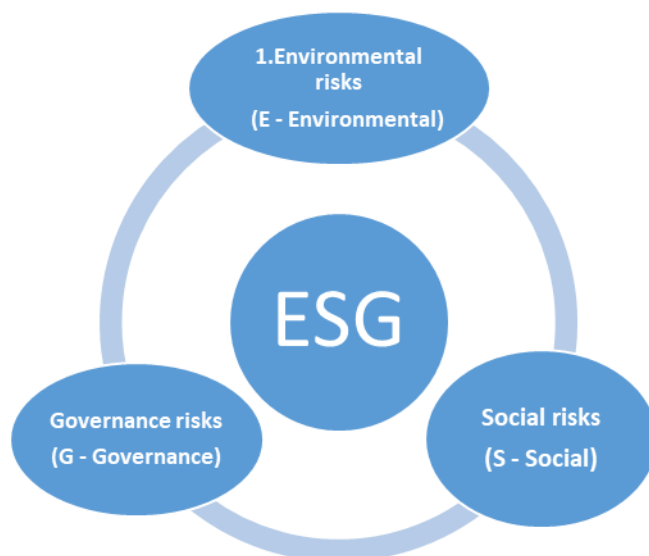 1.Environmental
risks
(E - Environmental)
ESG
Governance risks
(G - Governance)
Social risks
(S - Social)